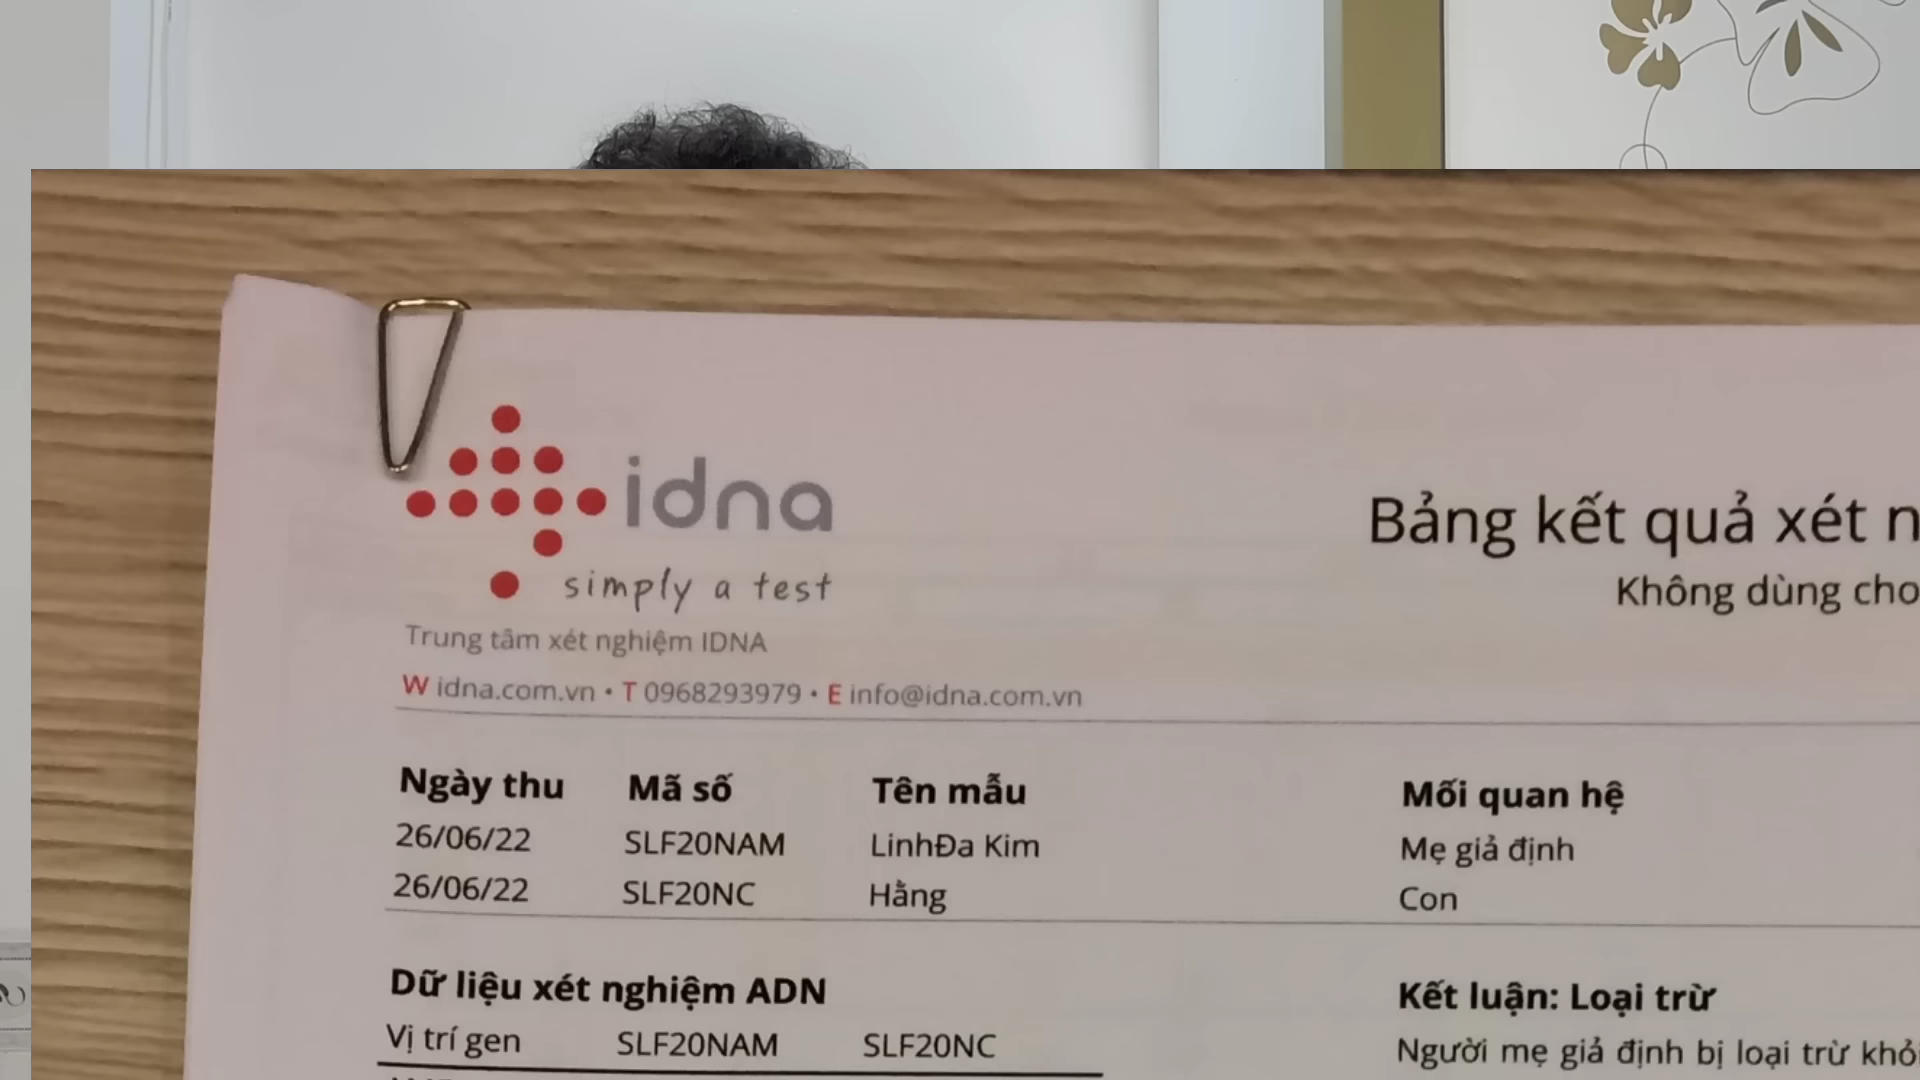 idna
simply a test
Trung tâm xét nghiệm IDNA
W idna.com.vn • T 0968293979 • E info@idna.com.vn
Bảng kết quả xét n
Không dùng cho
Ngày thu Mã số Tên mẫu Mối quan hệ
26/06/22 SLF20NAM LinhĐa Kim Mẹ giả định
26/06/22 SLF20NC Hằng Con
Dữ liệu xét nghiệm ADN
Vị trí gen SLF20NAM SLF20NC
Kết luận: Loại trừ
Người mẹ giả định bị loại trừ khỏ